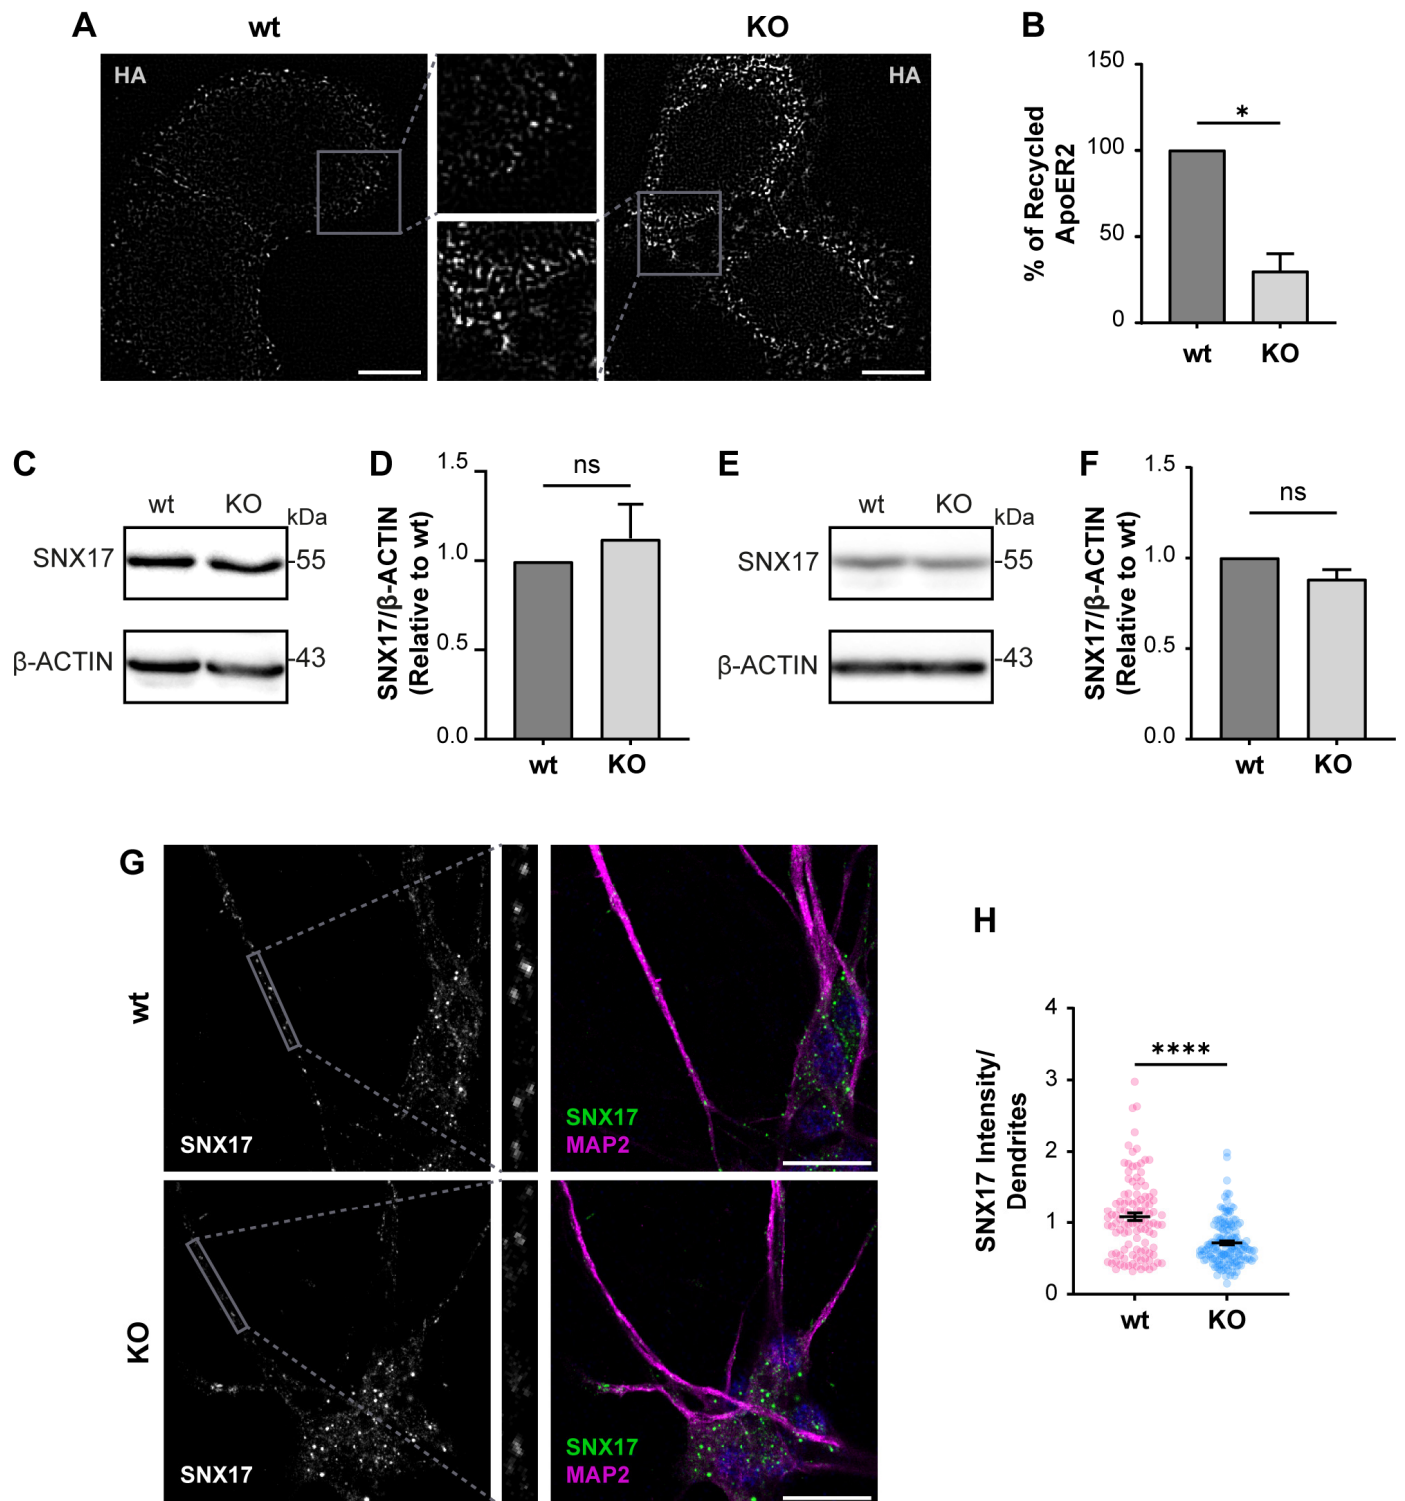 A
wt
KO
HA
HA
B
150
100
50
0
% of Recycled
ApoER2
*
wt
KO
C
wt
KO
kDa
SNX17
-55
β-ACTIN
-43
D
SNX17/β-ACTIN
(Relative to wt)
1.5
1.0
0.5
0.0
ns
wt
KO
E
wt
KO
kDa
SNX17
-55
β-ACTIN
-43
F
SNX17/β-ACTIN
(Relative to wt)
1.5
1.0
0.5
0.0
ns
wt
KO
G
wt
SNX17
SNX17
MAP2
KO
SNX17
SNX17
MAP2
H
SNX17 Intensity/
Dendrites
4
3
2
1
0
****
wt
KO